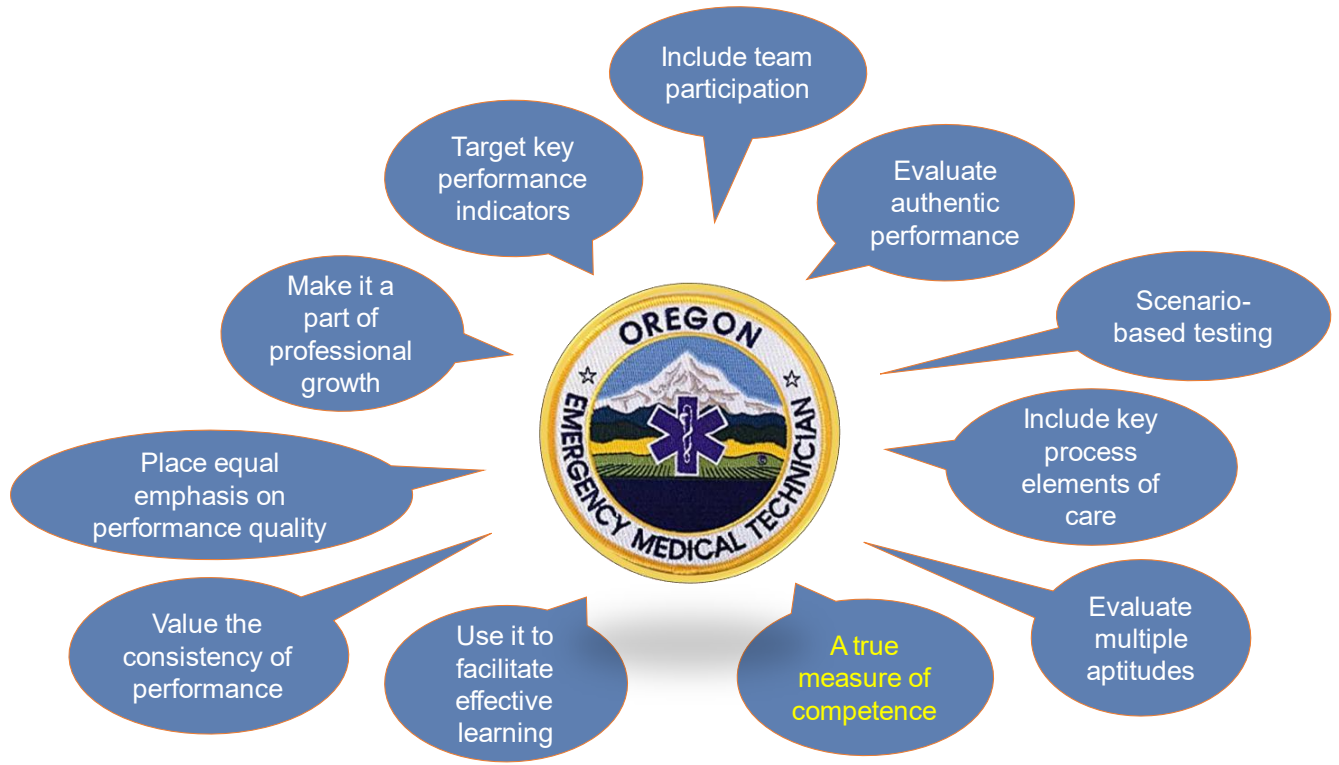 Include team
participation
Target key
performance
indicators
Evaluate
authentic
performance
Make it a
part of
professional
growth
Scenario-
based testing
OREGON
EMERGENCY MEDICAL TECHNICIAN
Include key
process
elements of
care
Place equal
emphasis on
performance quality
Value the
consistency of
performance
Use it to
facilitate
effective
learning
A true
measure of
competence
Evaluate
multiple
aptitudes